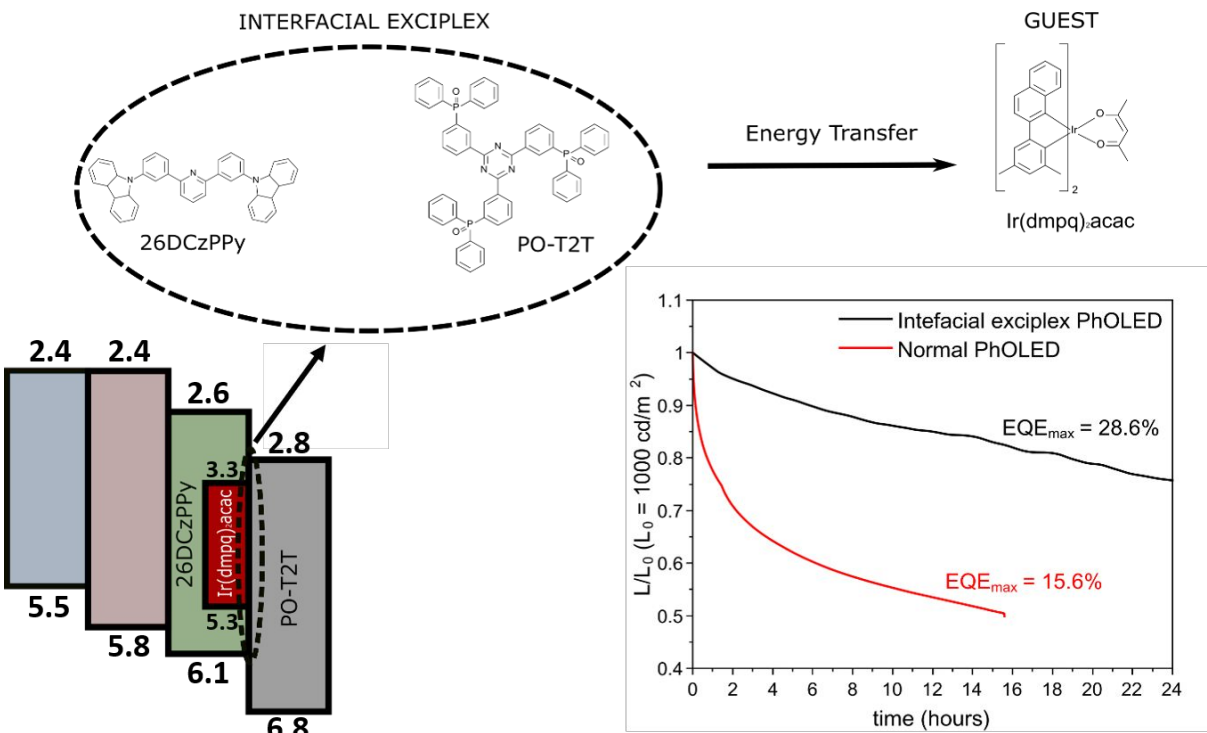 INTERFACIAL EXCIPLEX
GUEST
26DCzPPy
PO-T2T
Energy Transfer
Ir(dmpq)₂acac
N
N
N
N
N
N
P
O
P
O
P
O
Ir
O
O
2
2.4
2.4
2.6
2.8
3.3
26DCzPPy
Ir(dmpq)₂acac
PO-T2T
5.3
5.5
5.8
6.1
6.8
Intefacial exciplex PhOLED
Normal PhOLED
EQEmax = 28.6%
EQEmax = 15.6%
L/L₀ (L₀ = 1000 cd/m ²)
1.1
1
0.9
0.8
0.7
0.6
0.5
0.4
0 2 4 6 8 10 12 14 16 18 20 22 24
time (hours)